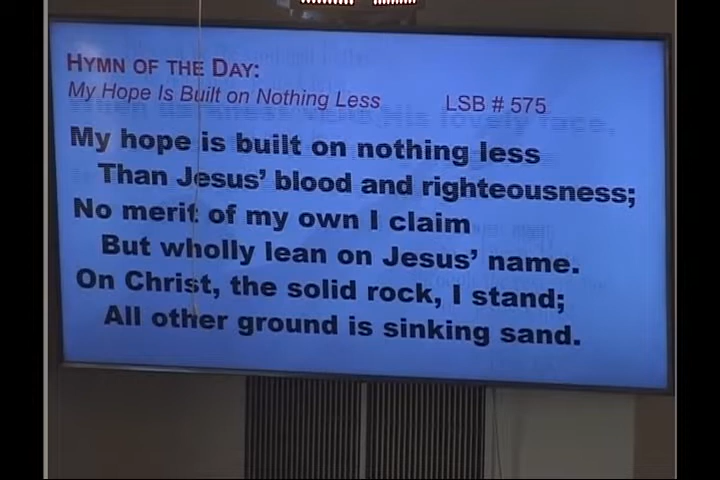 HYMN OF THE DAY:
My Hope Is Built on Nothing Less LSB # 575
My hope is built on nothing less
Than Jesus' blood and righteousness;
No merit of my own I claim
But wholly lean on Jesus' name.
On Christ, the solid rock, I stand;
All other ground is sinking sand.